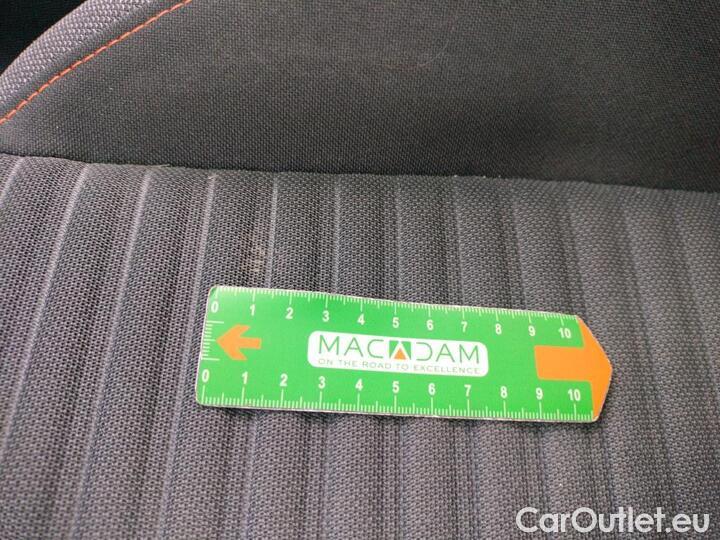 0 1 2 3 4 5 6 7 8 9 10
MACADAM
ON THE ROAD TO EXCELLENCE
0 1 2 3 4 5 6 7 8 9 10
CarOutlet.eu